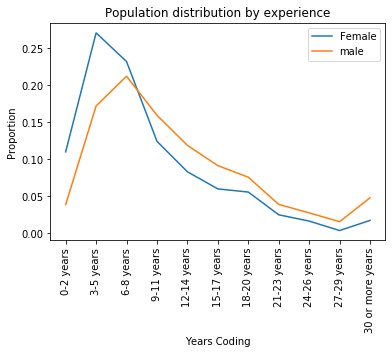 Population distribution by experience
Female
male
Proportion
0.25
0.20
0.15
0.10
0.05
0.00
0-2 years
3-5 years
6-8 years
9-11 years
12-14 years
15-17 years
18-20 years
21-23 years
24-26 years
27-29 years
30 or more years
Years Coding